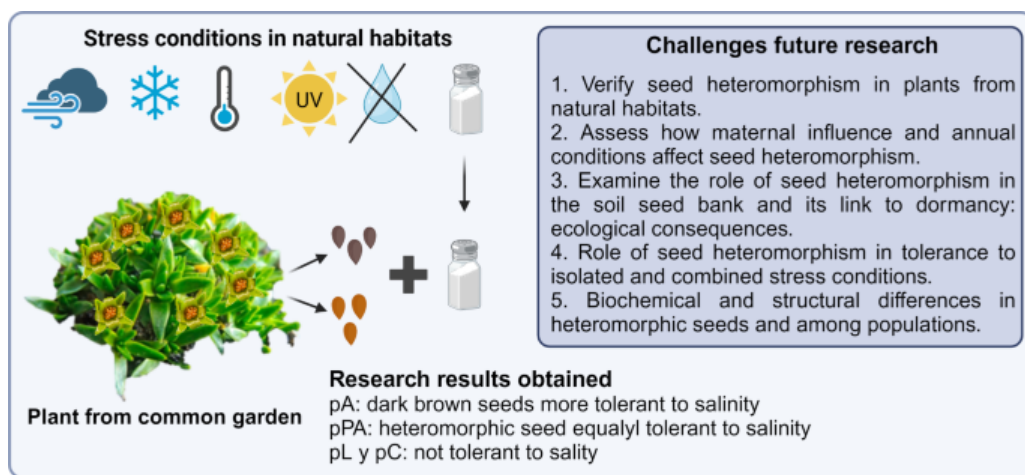 Stress conditions in natural habitats
UV
Challenges future research
1. Verify seed heteromorphism in plants from
natural habitats.
2. Assess how maternal influence and annual
conditions affect seed heteromorphism.
3. Examine the role of seed heteromorphism in
the soil seed bank and its link to dormancy:
ecological consequences.
4. Role of seed heteromorphism in tolerance to
isolated and combined stress conditions.
5. Biochemical and structural differences in
heteromorphic seeds and among populations.
Plant from common garden
Research results obtained
pA: dark brown seeds more tolerant to salinity
pPA: heteromorphic seed equalyl tolerant to salinity
pL y pC: not tolerant to sality